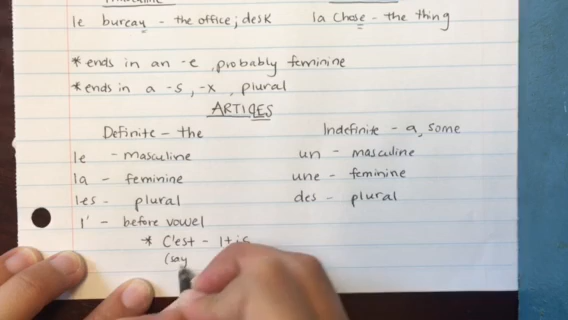 le bureau - the office; desk la chose - the thing
*ends in an -e, probably feminine
*ends in a -s, -x, plural
ARTICLES
Definite - the Indefinite - a, some
le - masculine un - masculine
la - feminine une - feminine
les - plural des - plural
l' - before vowel
* C'est - It is
(say